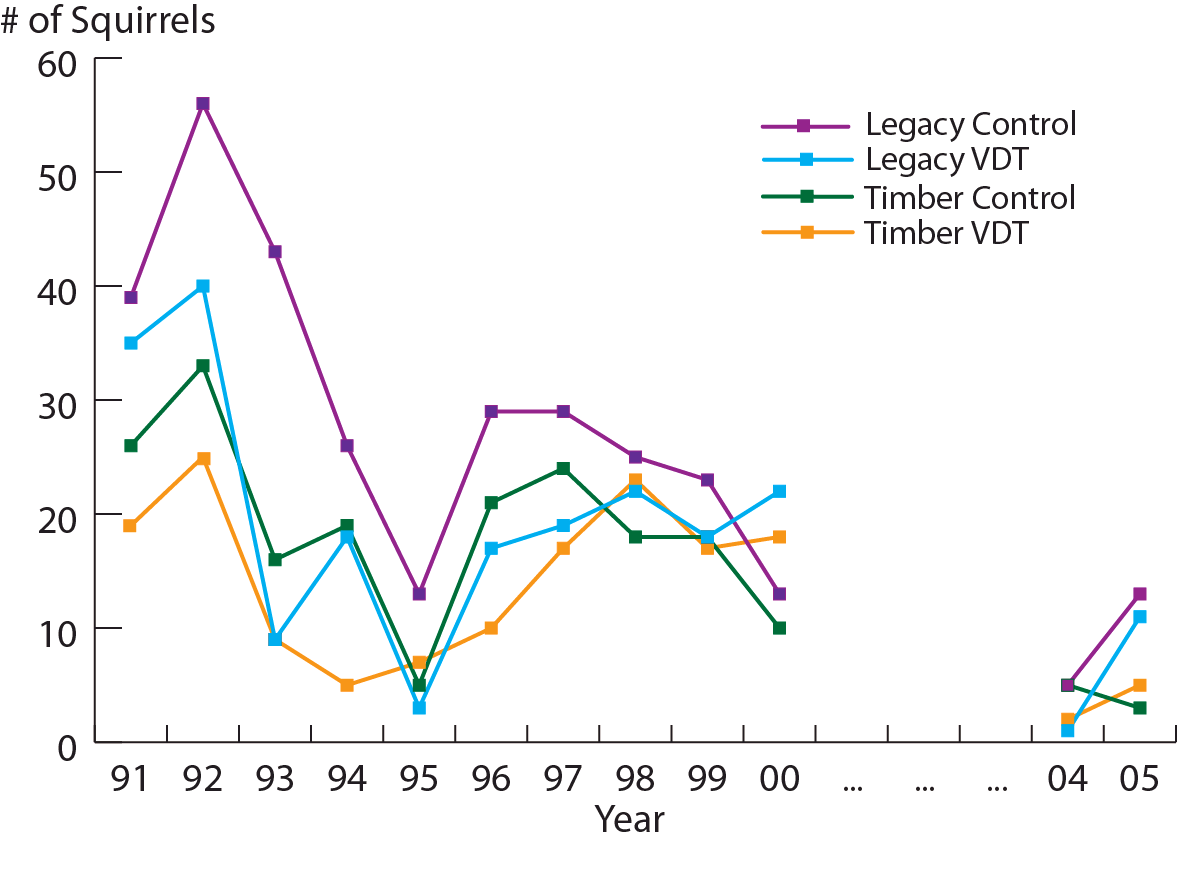 # of Squirrels
60
50
40
30
20
10
0
Legacy Control
Legacy VDT
Timber Control
Timber VDT
91 92 93 94 95 96 97 98 99 00 ... ... ... 04 05
Year